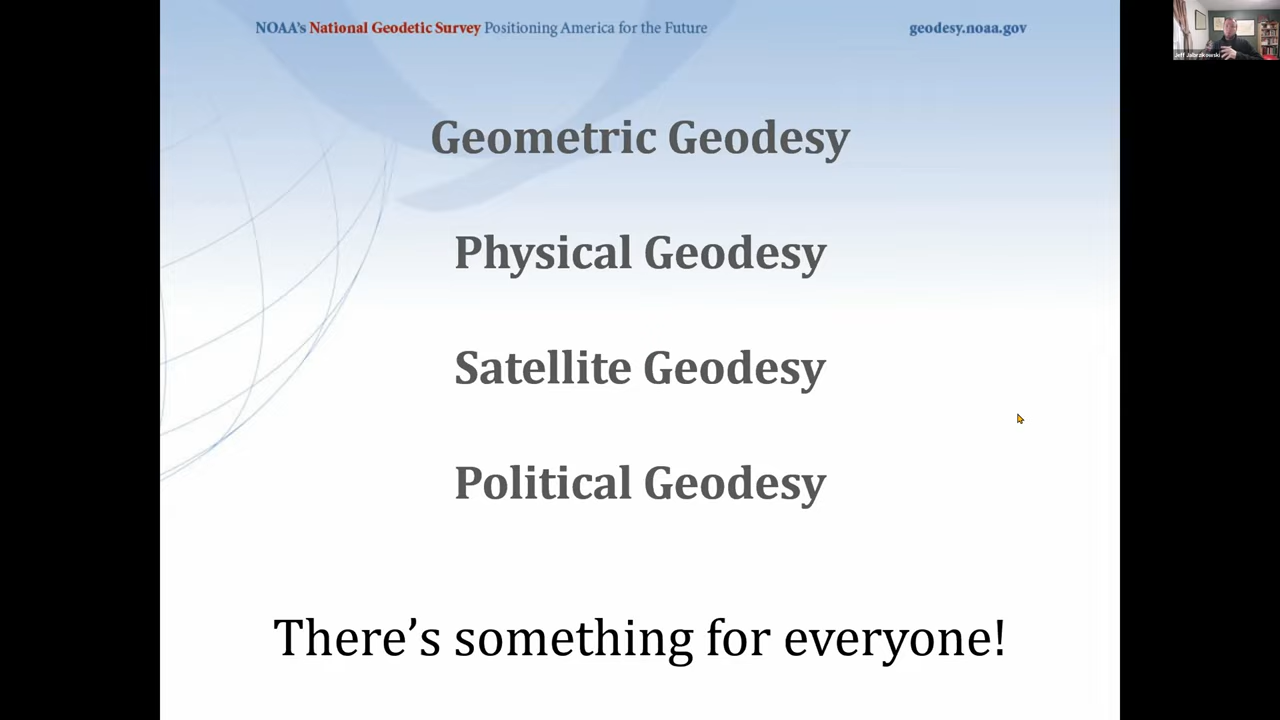 NOAA's National Geodetic Survey Positioning America for the Future
geodesy.noaa.gov
Geometric Geodesy
Physical Geodesy
Satellite Geodesy
Political Geodesy
There's something for everyone!